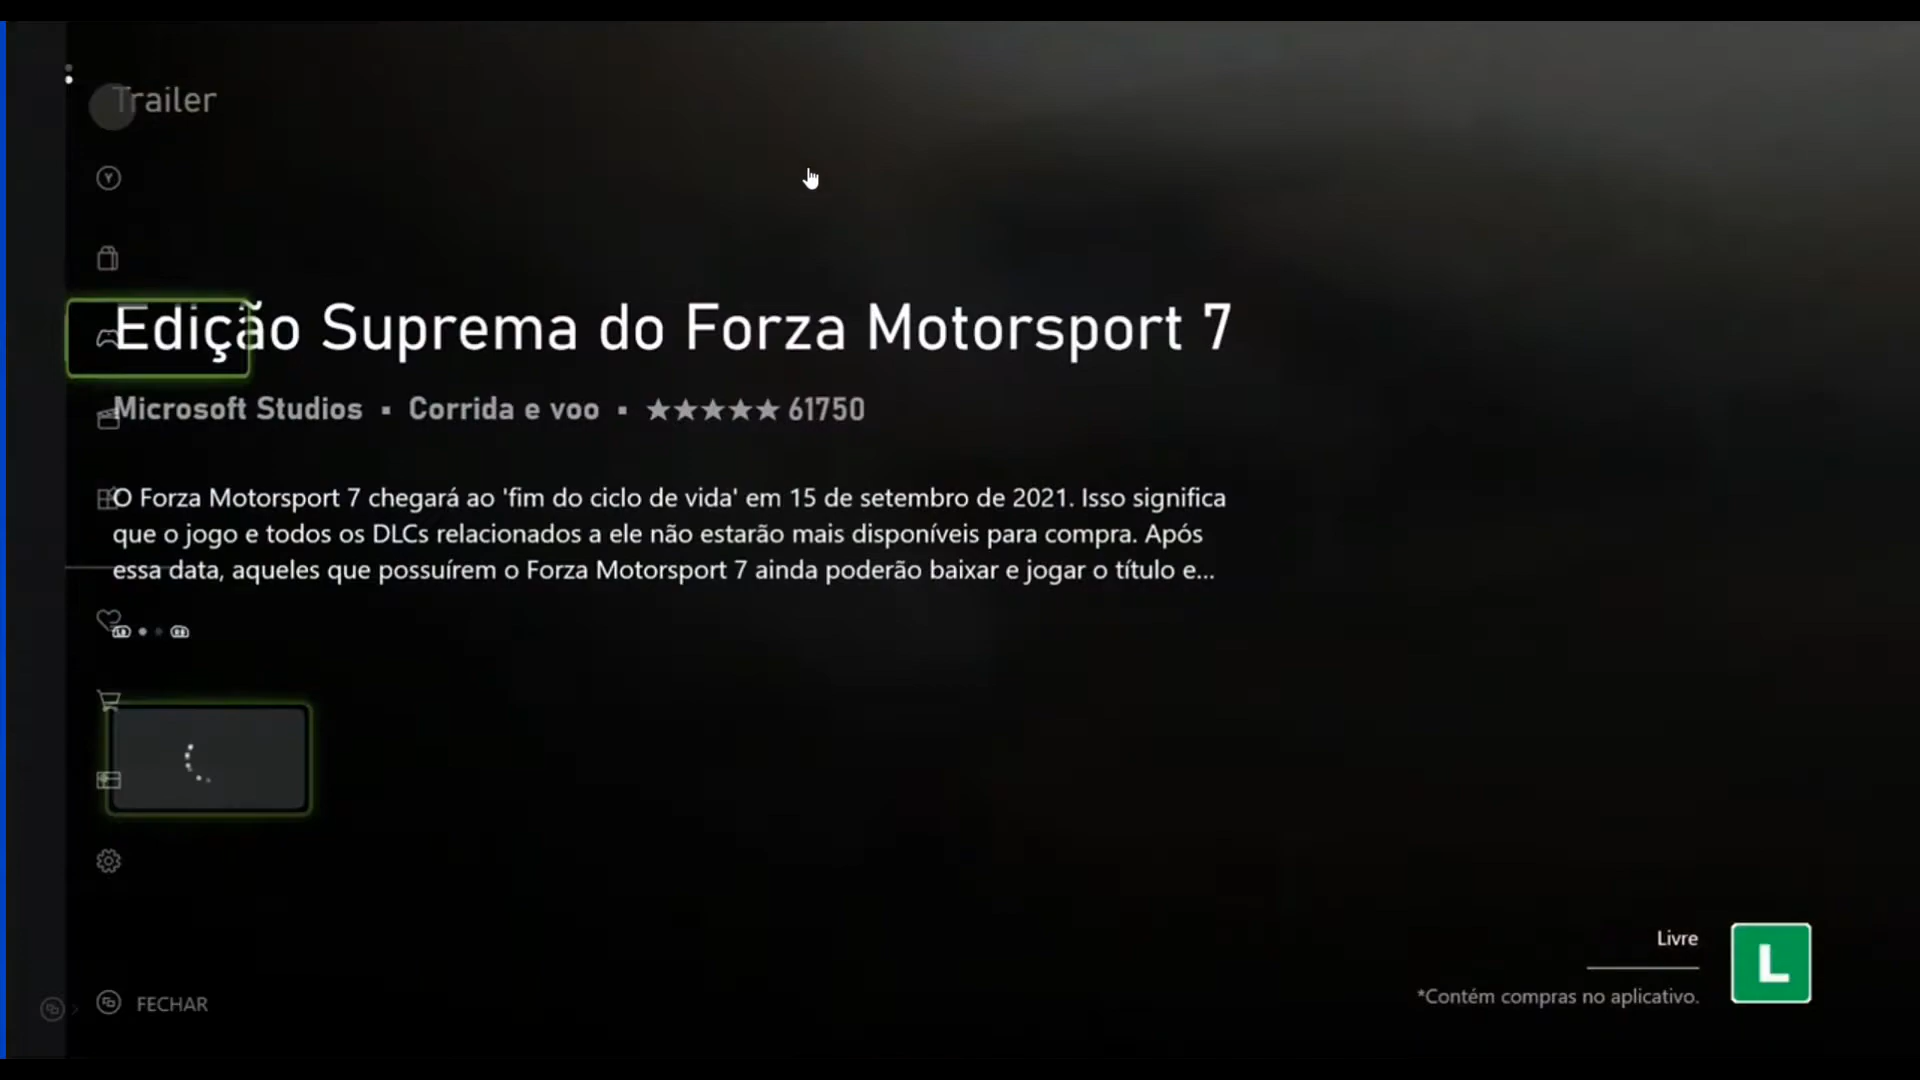 Trailer
Y
Edição Suprema do Forza Motorsport 7
Microsoft Studios ▪ Corrida e voo ▪ ★★★★★ 61750
O Forza Motorsport 7 chegará ao 'fim do ciclo de vida' em 15 de setembro de 2021. Isso significa
que o jogo e todos os DLCs relacionados a ele não estarão mais disponíveis para compra. Após
essa data, aqueles que possuírem o Forza Motorsport 7 ainda poderão baixar e jogar o título e...
Livre
L
*Contém compras no aplicativo.
FECHAR